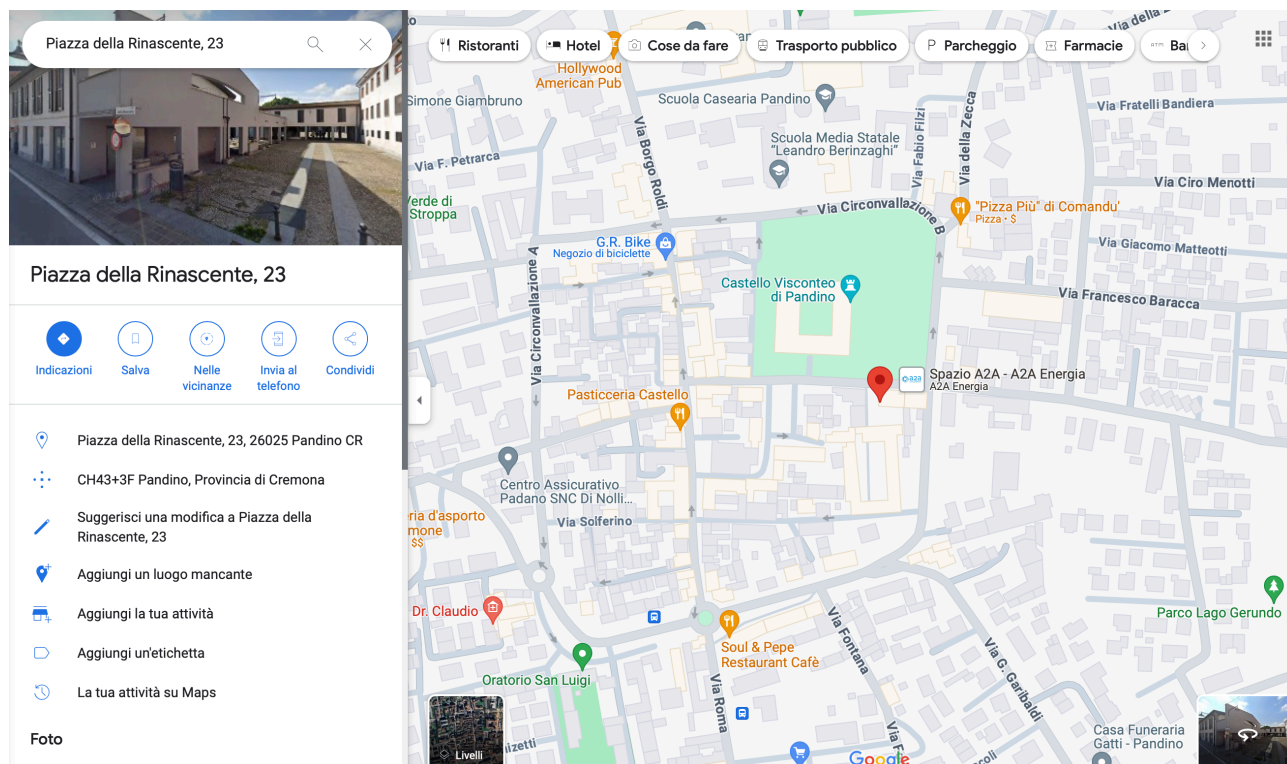 Piazza della Rinascente, 23
Piazza della Rinascente, 23
Indicazioni
Salva
Nelle
vicinanze
Invia al
telefono
Condividi
Piazza della Rinascente, 23, 26025 Pandino CR
CH43+3F Pandino, Provincia di Cremona
Suggerisci una modifica a Piazza della
Rinascente, 23
Aggiungi un luogo mancante
Aggiungi la tua attività
Aggiungi un'etichetta
La tua attività su Maps
Foto
Ristoranti
Hotel
Cose da fare
Trasporto pubblico
P Parcheggio
Farmacie
Via della
Hollywood
American Pub
Simone Giambruno
Scuola Casearia Pandino
Via Fratelli Bandiera
Via Borgo Roldi
Scuola Media Statale
"Leandro Berinzaghi"
Via Fabio Filzi
Via della Zecca
Via F. Petrarca
Via Ciro Menotti
Verde di
Stroppa
Via Circonvallazione B
"Pizza Più" di Comandu'
Pizza • $
G.R. Bike
Negozio di biciclette
Via Giacomo Matteotti
Via Circonvallazione A
Castello Visconteo
di Pandino
Via Francesco Baracca
a2a
Spazio A2A - A2A Energia
A2A Energia
Pasticceria Castello
Centro Assicurativo
Padano SNC Di Nolli...
Via Solferino
ria d'asporto
mone
$$
Dr. Claudio
Parco Lago Gerundo
Soul & Pepe
Restaurant Cafè
Via Fontana
Via G. Garibaldi
Oratorio San Luigi
Via Roma
Livelli
Casa Funeraria
Gatti - Pandino
Google